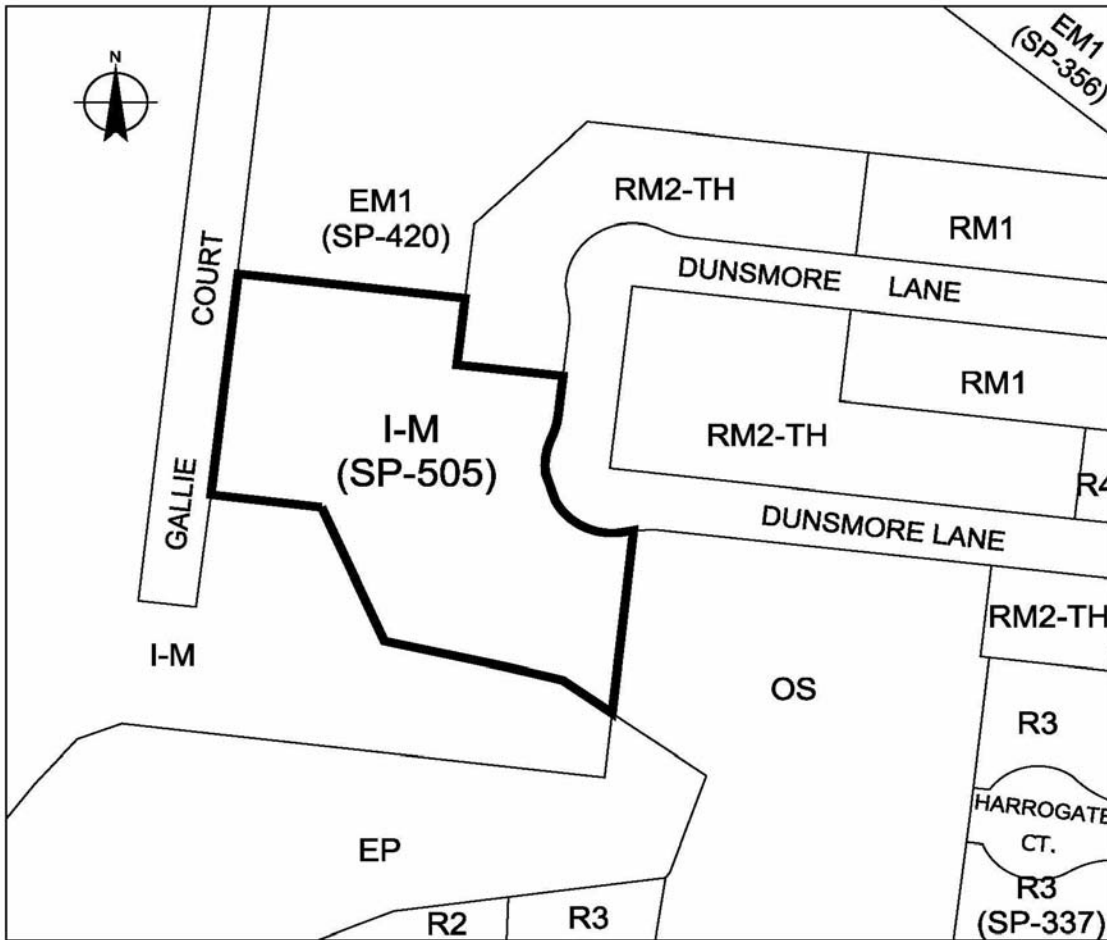 N
EM1
(SP-356)
EM1
(SP-420)
RM2-TH
RM1
COURT
DUNSMORE LANE
RM1
I-M
(SP-505)
RM2-TH
R4
GALLIE
DUNSMORE LANE
RM2-TH
I-M
OS
R3
HARROGATE
CT.
EP
R3
(SP-337)
R2
R3